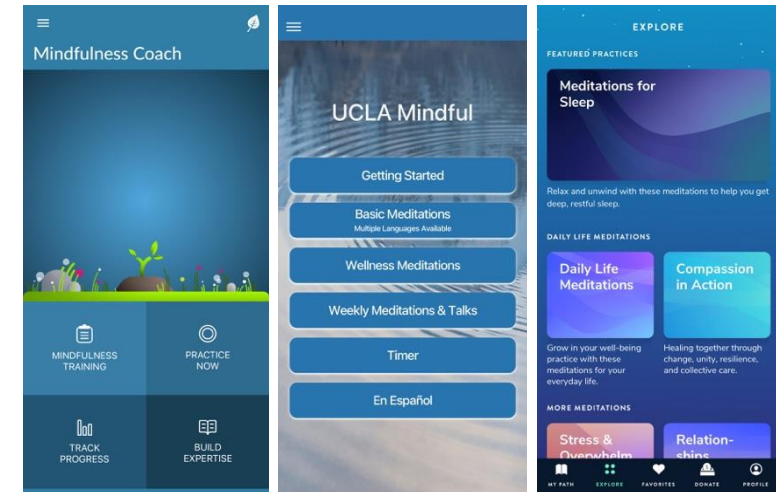 Mindfulness Coach
MINDFULNESS
TRAINING
PRACTICE
NOW
TRACK
PROGRESS
BUILD
EXPERTISE
UCLA Mindful
Getting Started
Basic Meditations
Multiple Languages Available
Wellness Meditations
Weekly Meditations & Talks
Timer
En Español
EXPLORE
FEATURED PRACTICES
Meditations for
Sleep
Relax and unwind with these meditations to help you get
deep, restful sleep.
DAILY LIFE MEDITATIONS
Daily Life
Meditations
Grow in your well-being
practice with these
meditations for your
everyday life.
Compassion
in Action
Healing together through
change, unity, resilience,
and collective care.
MORE MEDITATIONS
Stress &
Overwhelm
Relation-
ships
MY PATH
EXPLORE
FAVORITES
DONATE
PROFILE